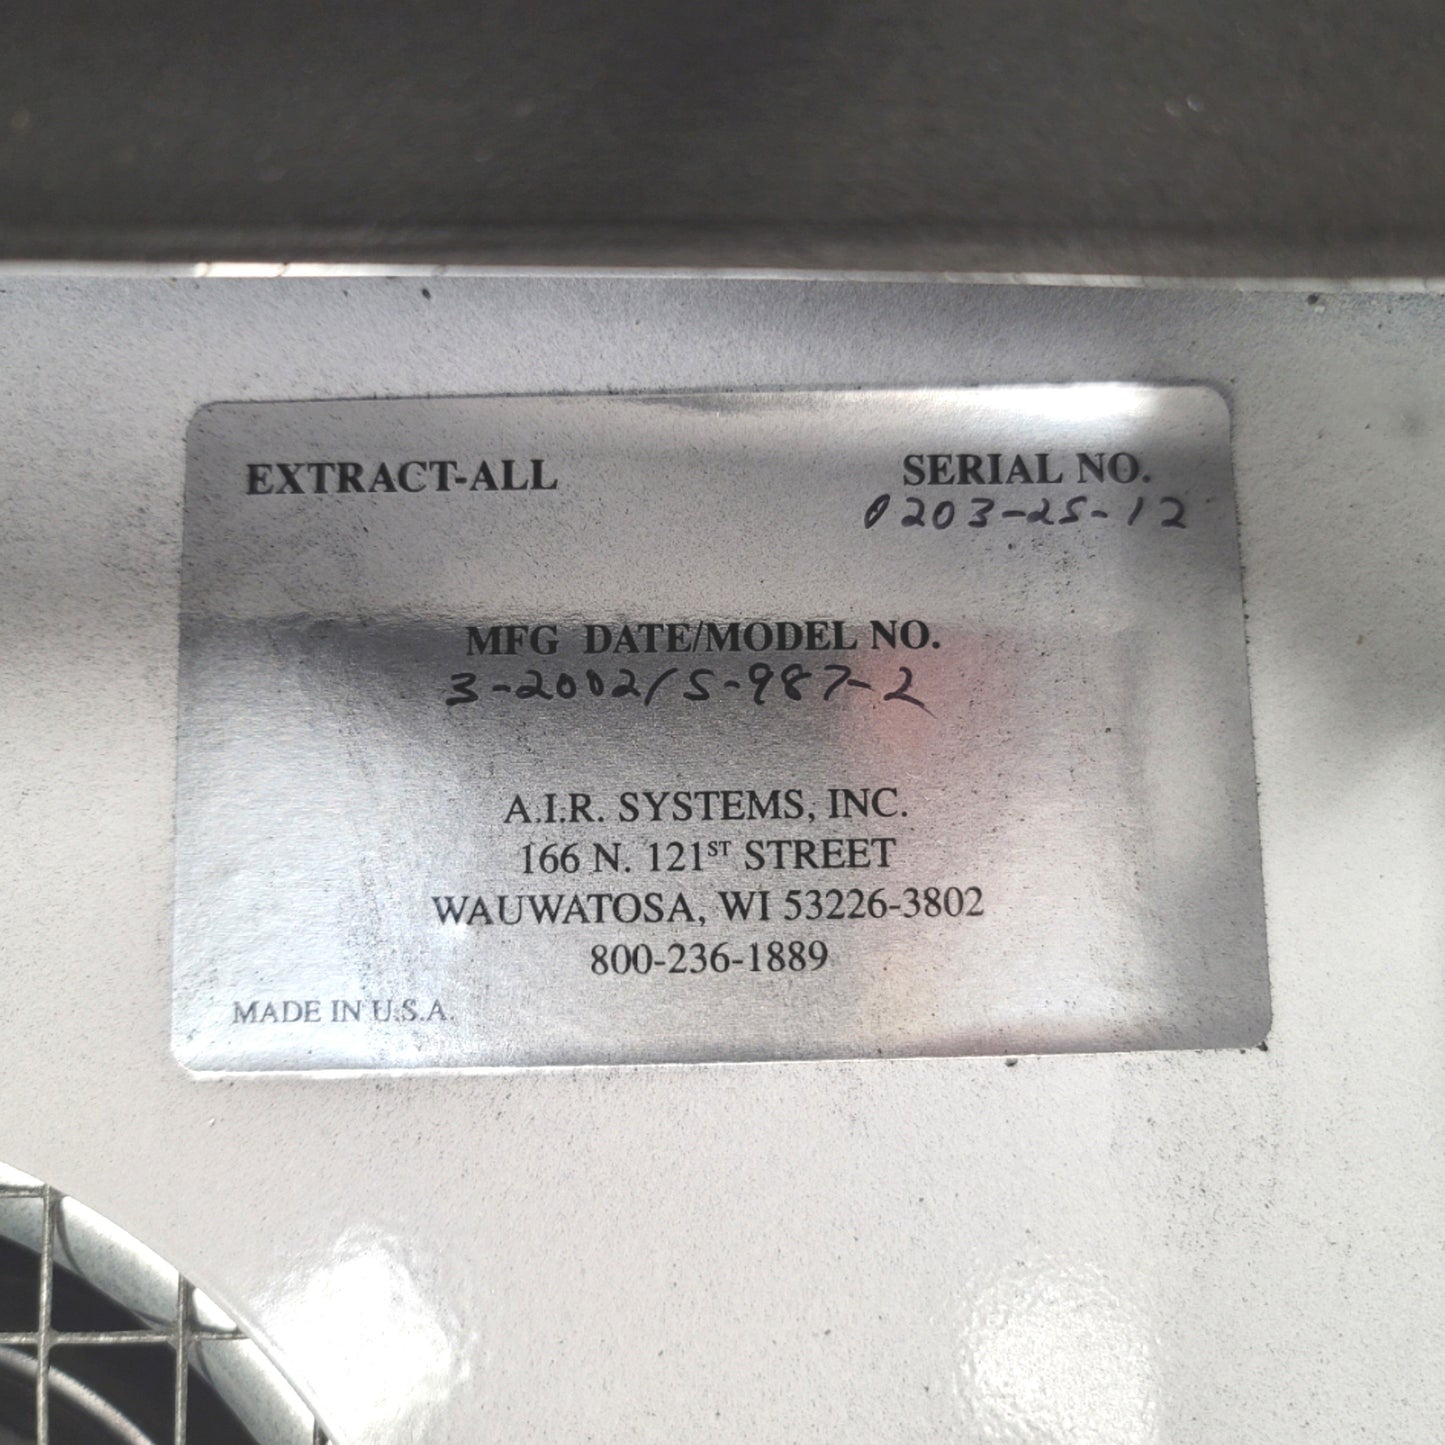 EXTRACT-ALL
SERIAL NO.
0203-25-12
MFG DATE/MODEL NO.
3-2002/S-987-2
A.I.R. SYSTEMS, INC.
166 N. 121ST STREET
WAUWATOSA, WI 53226-3802
800-236-1889
MADE IN U.S.A.